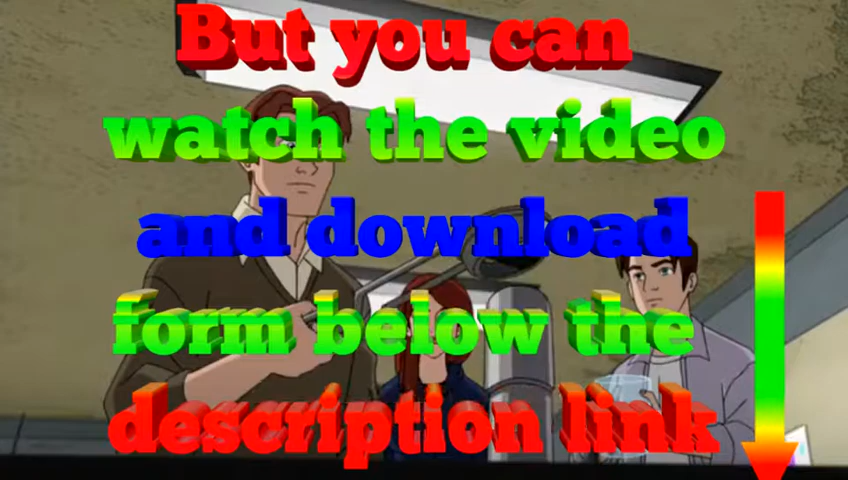 But you can
watch the video
and download
form below the
description link